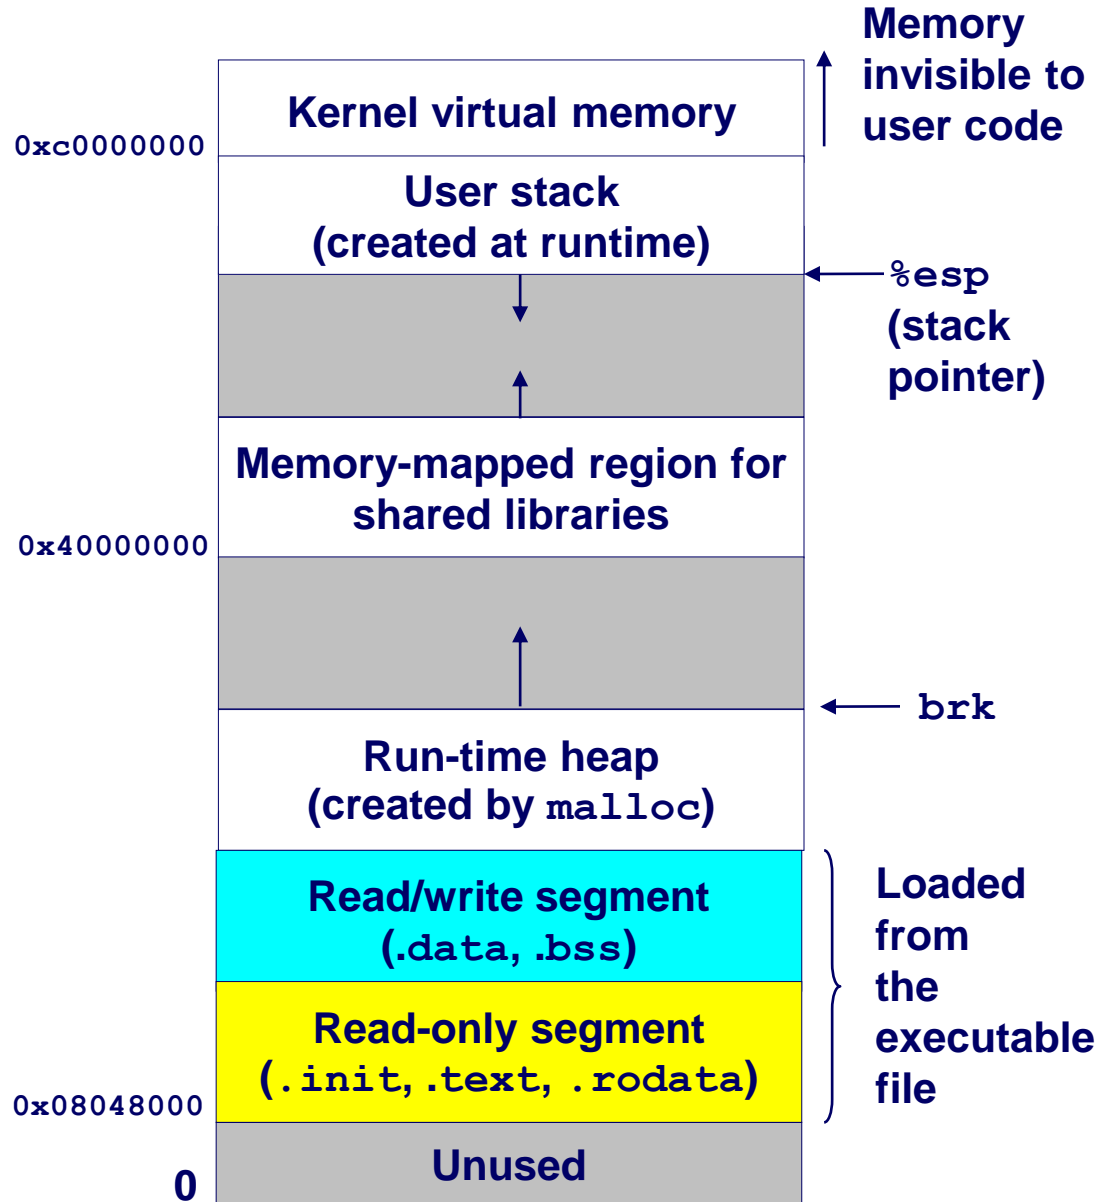 Memory
invisible to
user code
Kernel virtual memory
0xc0000000
User stack
(created at runtime)
%esp
(stack
pointer)
Memory-mapped region for
shared libraries
0x40000000
brk
Run-time heap
(created by malloc)
Read/write segment
(.data, .bss)
Loaded
from
the
executable
file
Read-only segment
(.init, .text, .rodata)
0x08048000
Unused
0